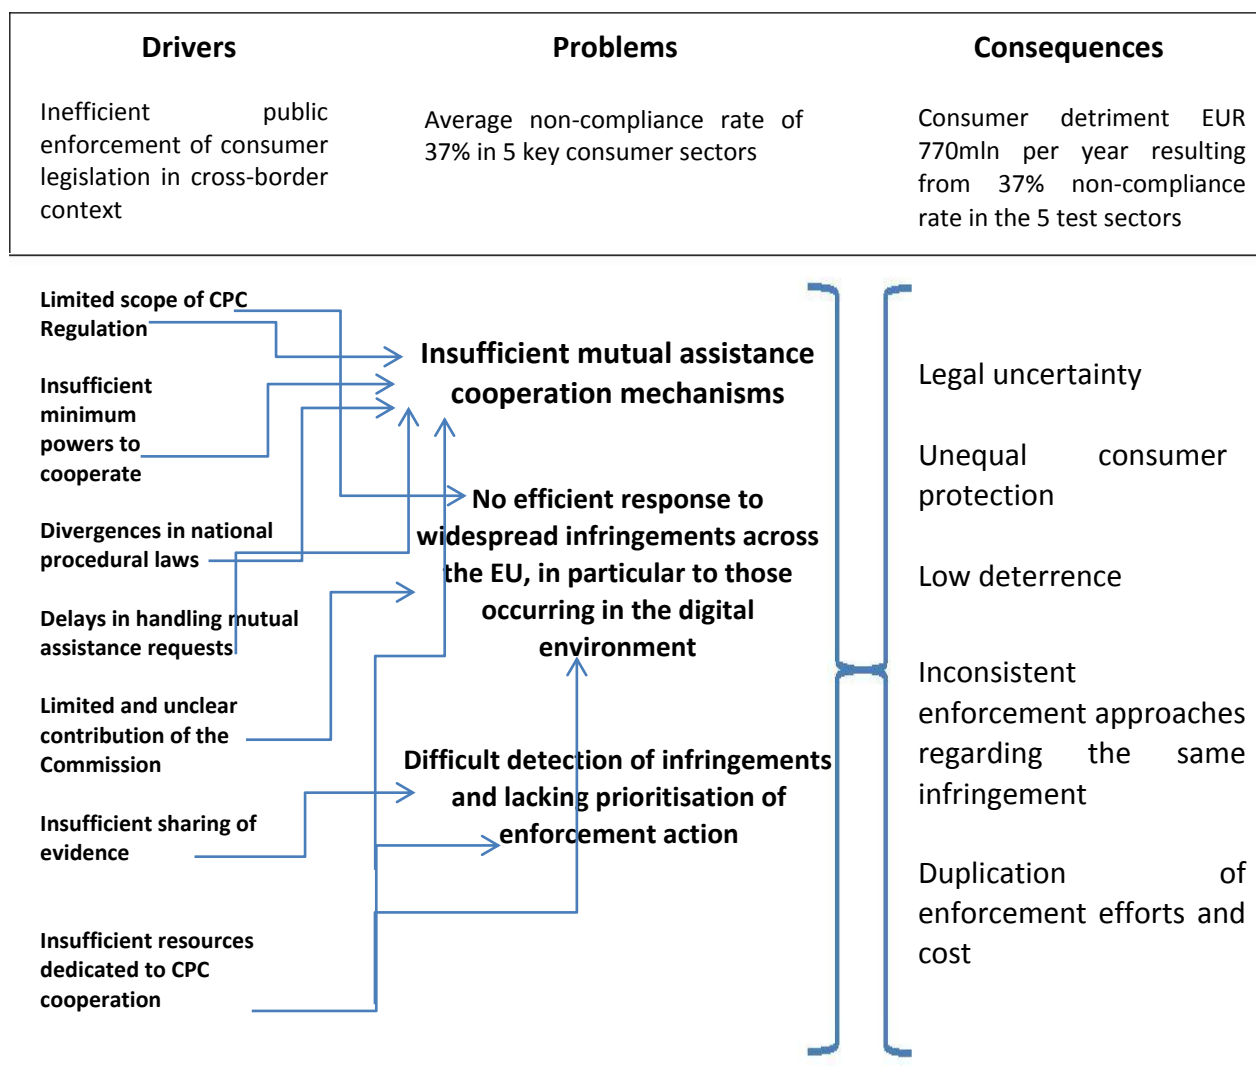 Drivers
Inefficient public
enforcement of consumer
legislation in cross-border
context
Problems
Average non-compliance rate of
37% in 5 key consumer sectors
Consequences
Consumer detriment EUR
770mln per year resulting
from 37% non-compliance
rate in the 5 test sectors
Limited scope of CPC
Regulation
Insufficient
minimum
powers to
cooperate
Divergences in national
procedural laws
Delays in handling mutual
assistance requests
Limited and unclear
contribution of the
Commission
Insufficient sharing of
evidence
Insufficient resources
dedicated to CPC
cooperation
Insufficient mutual assistance
cooperation mechanisms
No efficient response to
widespread infringements across
the EU, in particular to those
occurring in the digital
environment
Difficult detection of infringements
and lacking prioritisation of
enforcement action
Legal uncertainty
Unequal consumer
protection
Low deterrence
Inconsistent
enforcement approaches
regarding the same
infringement
Duplication of
enforcement efforts and
cost